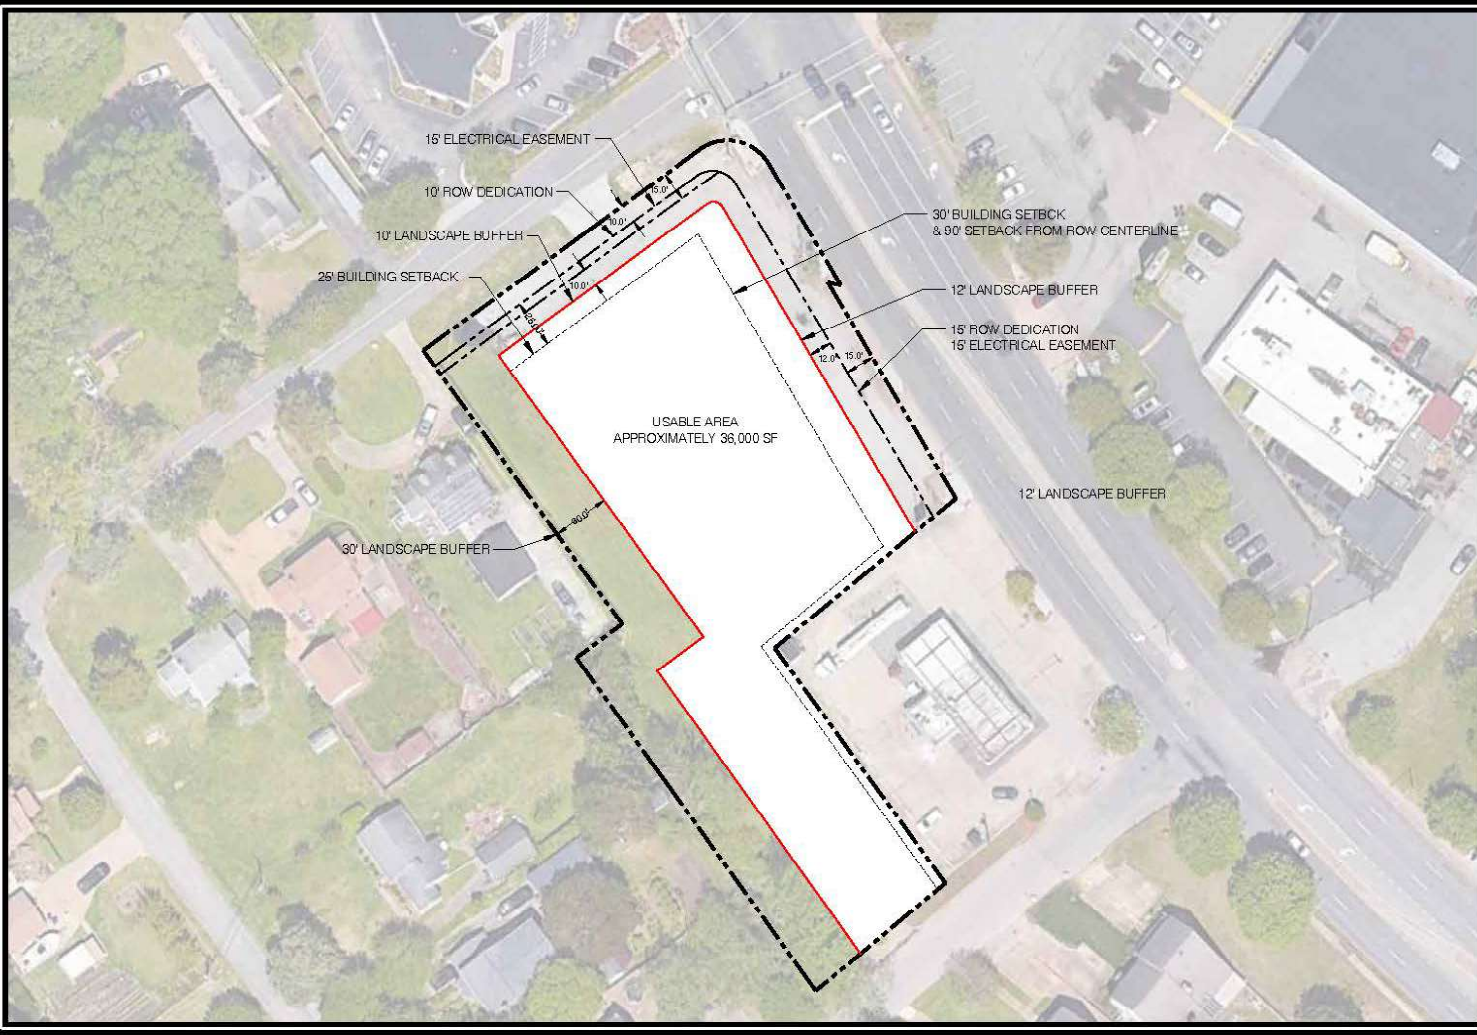 15' ELECTRICAL EASEMENT
15.0'
10' ROW DEDICATION
10.0'
10' LANDSCAPE BUFFER
30' BUILDING SETBCK
& 90' SETBACK FROM ROW CENTERLINE
25' BUILDING SETBACK
10.0'
12' LANDSCAPE BUFFER
25.00'
15' ROW DEDICATION
15' ELECTRICAL EASEMENT
12.0'
15.0'
USABLE AREA
APPROXIMATELY 36,000 SF
12' LANDSCAPE BUFFER
30.0'
30' LANDSCAPE BUFFER